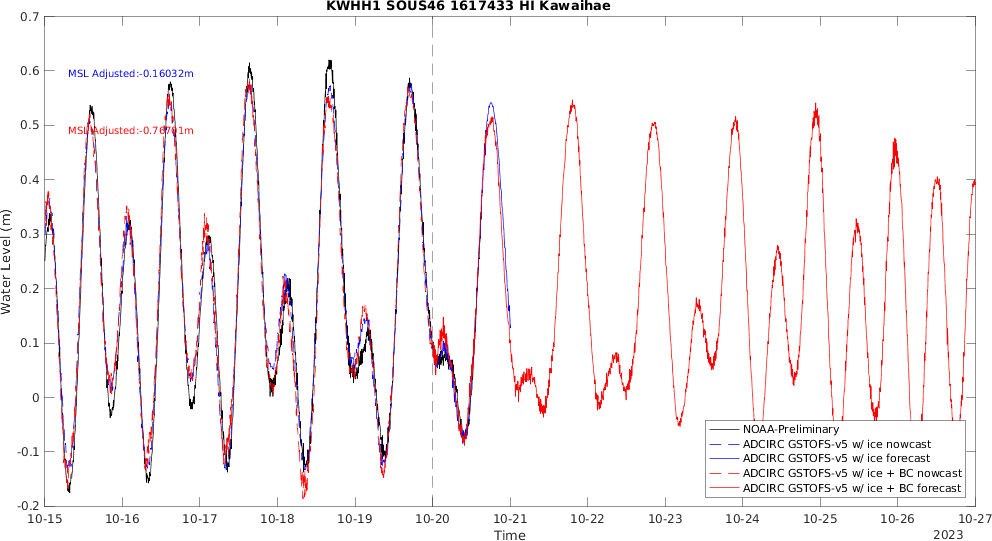 KWHH1 SOUS46 1617433 HI Kawaihae
0.7
0.6
0.5
0.4
0.3
0.2
0.1
0
-0.1
-0.2
Water Level (m)
MSL Adjusted:-0.16032m
MSL Adjusted:-0.76701m
NOAA-Preliminary
ADCIRC GSTOFS-v5 w/ ice nowcast
ADCIRC GSTOFS-v5 w/ ice forecast
ADCIRC GSTOFS-v5 w/ ice + BC nowcast
ADCIRC GSTOFS-v5 w/ ice + BC forecast
10-15 10-16 10-17 10-18 10-19 10-20 10-21 10-22 10-23 10-24 10-25 10-26 10-27
Time
2023